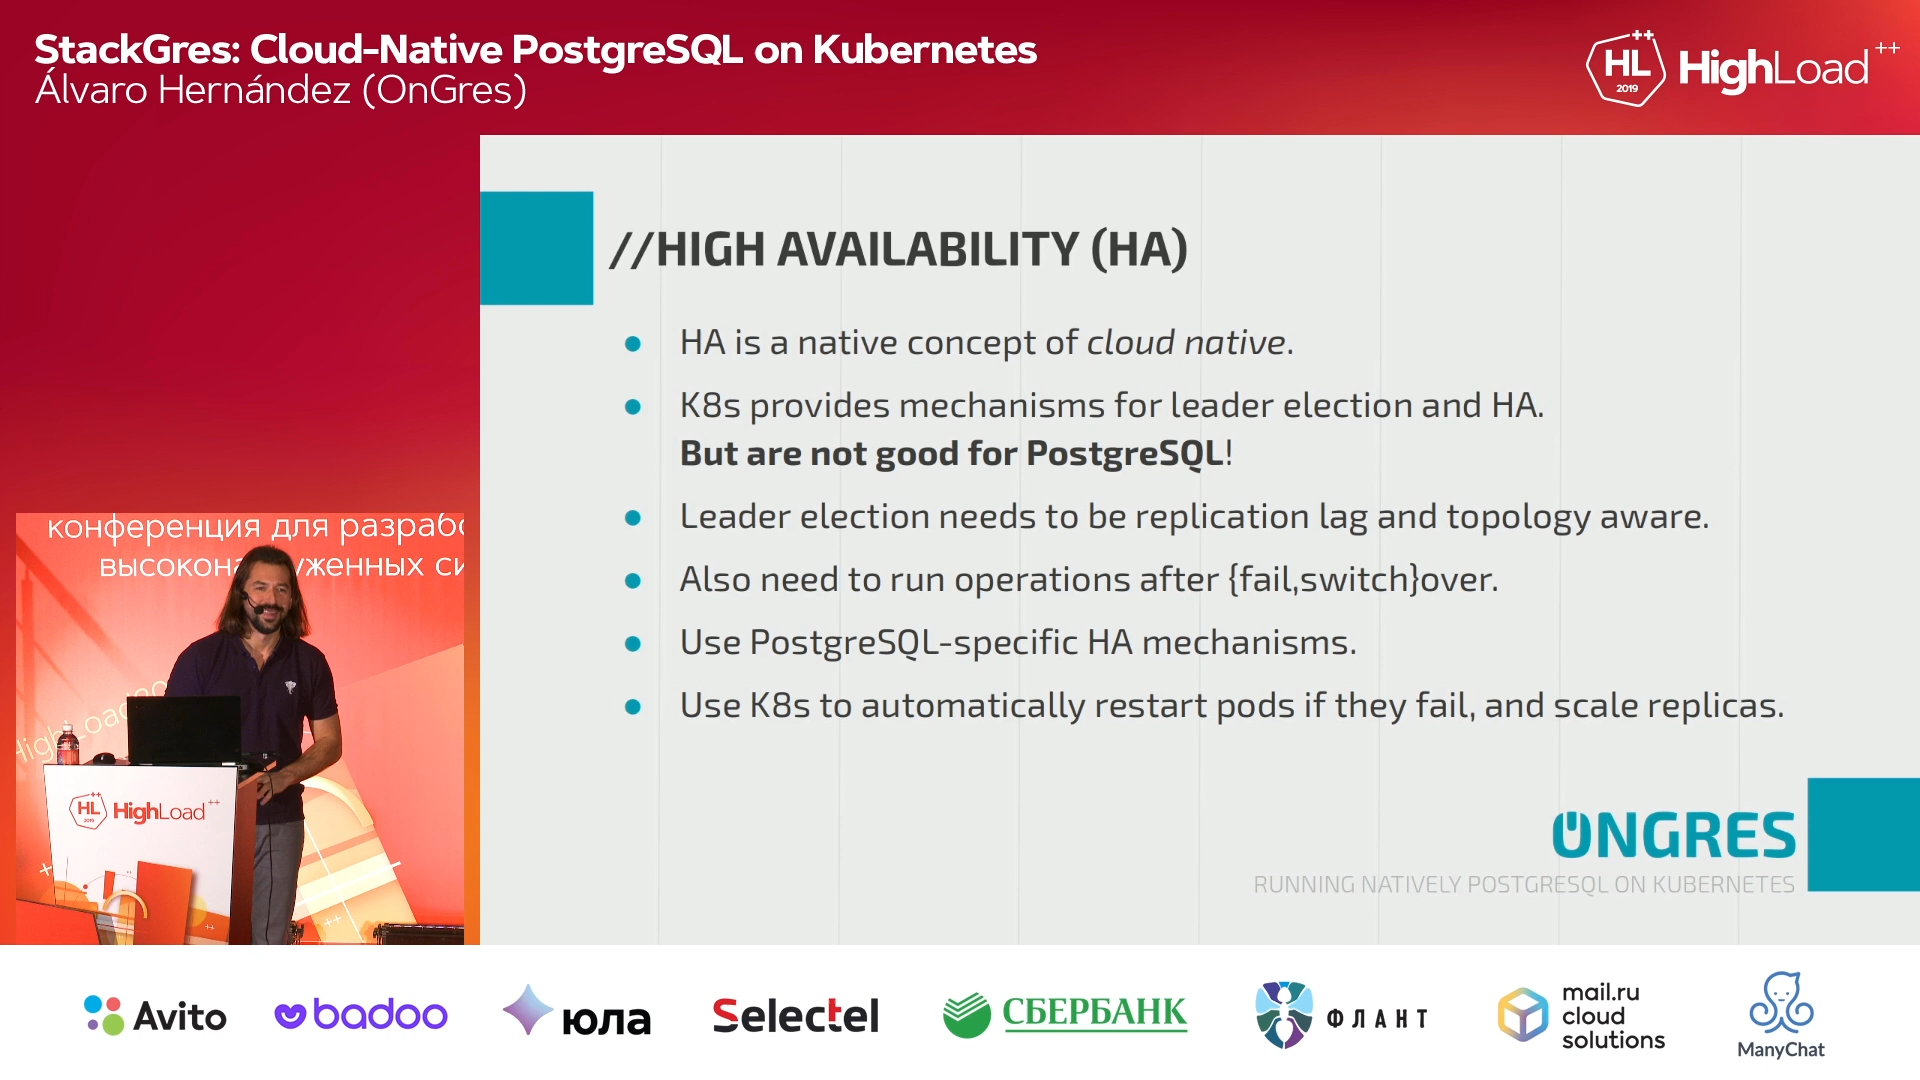 StackGres: Cloud-Native PostgreSQL on Kubernetes
Álvaro Hernández (OnGres)
HL 2019 HighLoad++
//HIGH AVAILABILITY (HA)
HA is a native concept of cloud native.
K8s provides mechanisms for leader election and HA.
But are not good for PostgreSQL!
Leader election needs to be replication lag and topology aware.
Also need to run operations after {fail,switch}over.
Use PostgreSQL-specific HA mechanisms.
Use K8s to automatically restart pods if they fail, and scale replicas.
ONGRES
RUNNING NATIVELY POSTGRESQL ON KUBERNETES
конференция для
HL HighLoad++
Avito
badoo
юла
Selectel
СБЕРБАНК
ФЛАНТ
mail.ru
cloud
solutions
ManyChat